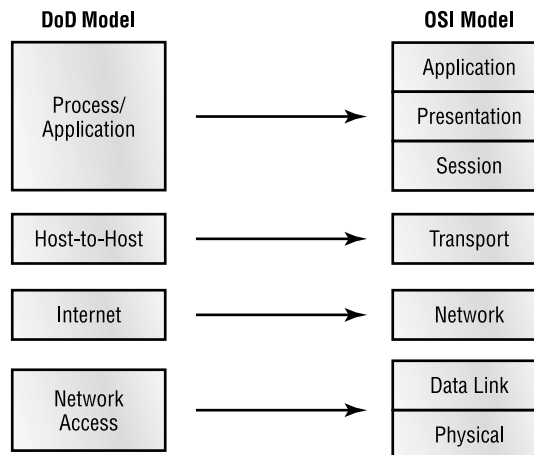 DoD Model
OSI Model
Process/
Application
Application
Presentation
Session
Host-to-Host
Transport
Internet
Network
Network
Access
Data Link
Physical